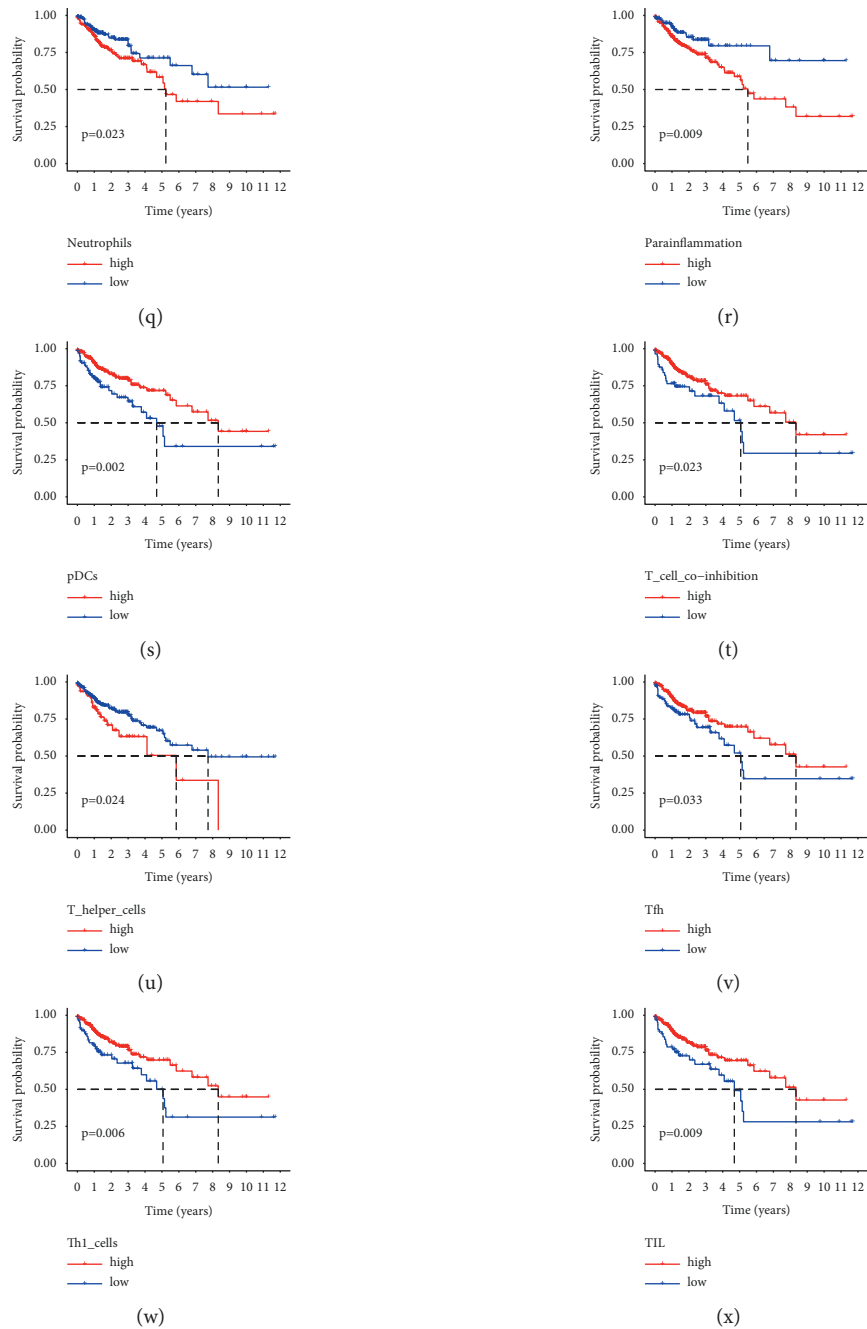 1.00
0.75
0.50
0.25
0.00
Survival probability
p=0.023
0 1 2 3 4 5 6 7 8 9 10 11 12
Time (years)
Neutrophils
high
low
(q)
1.00
0.75
0.50
0.25
0.00
Survival probability
p=0.009
0 1 2 3 4 5 6 7 8 9 10 11 12
Time (years)
Parainflammation
high
low
(r)
1.00
0.75
0.50
0.25
0.00
Survival probability
p=0.002
0 1 2 3 4 5 6 7 8 9 10 11 12
Time (years)
pDCs
high
low
(s)
1.00
0.75
0.50
0.25
0.00
Survival probability
p=0.023
0 1 2 3 4 5 6 7 8 9 10 11 12
Time (years)
T_cell_co−inhibition
high
low
(t)
1.00
0.75
0.50
0.25
0.00
Survival probability
p=0.024
0 1 2 3 4 5 6 7 8 9 10 11 12
Time (years)
T_helper_cells
high
low
(u)
1.00
0.75
0.50
0.25
0.00
Survival probability
p=0.033
0 1 2 3 4 5 6 7 8 9 10 11 12
Time (years)
Tfh
high
low
(v)
1.00
0.75
0.50
0.25
0.00
Survival probability
p=0.006
0 1 2 3 4 5 6 7 8 9 10 11 12
Time (years)
Th1_cells
high
low
(w)
1.00
0.75
0.50
0.25
0.00
Survival probability
p=0.009
0 1 2 3 4 5 6 7 8 9 10 11 12
Time (years)
TIL
high
low
(x)